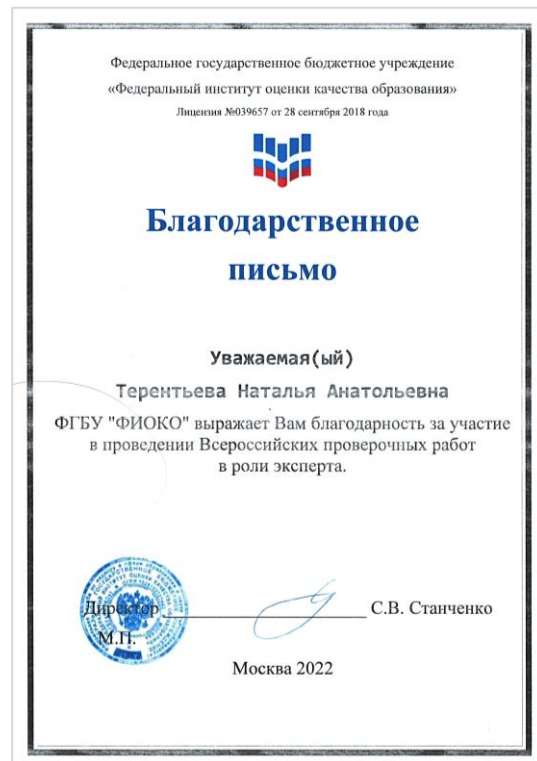 Федеральное государственное бюджетное учреждение
«Федеральный институт оценки качества образования»
Лицензия №039657 от 28 сентября 2018 года
Благодарственное
письмо
Уважаемая(ый)
Терентьева Наталья Анатольевна
ФГБУ "ФИОКО" выражает Вам благодарность за участие
в проведении Всероссийских проверочных работ
в роли эксперта.
Директор ____________________ С.В. Станченко
М.П.
Москва 2022